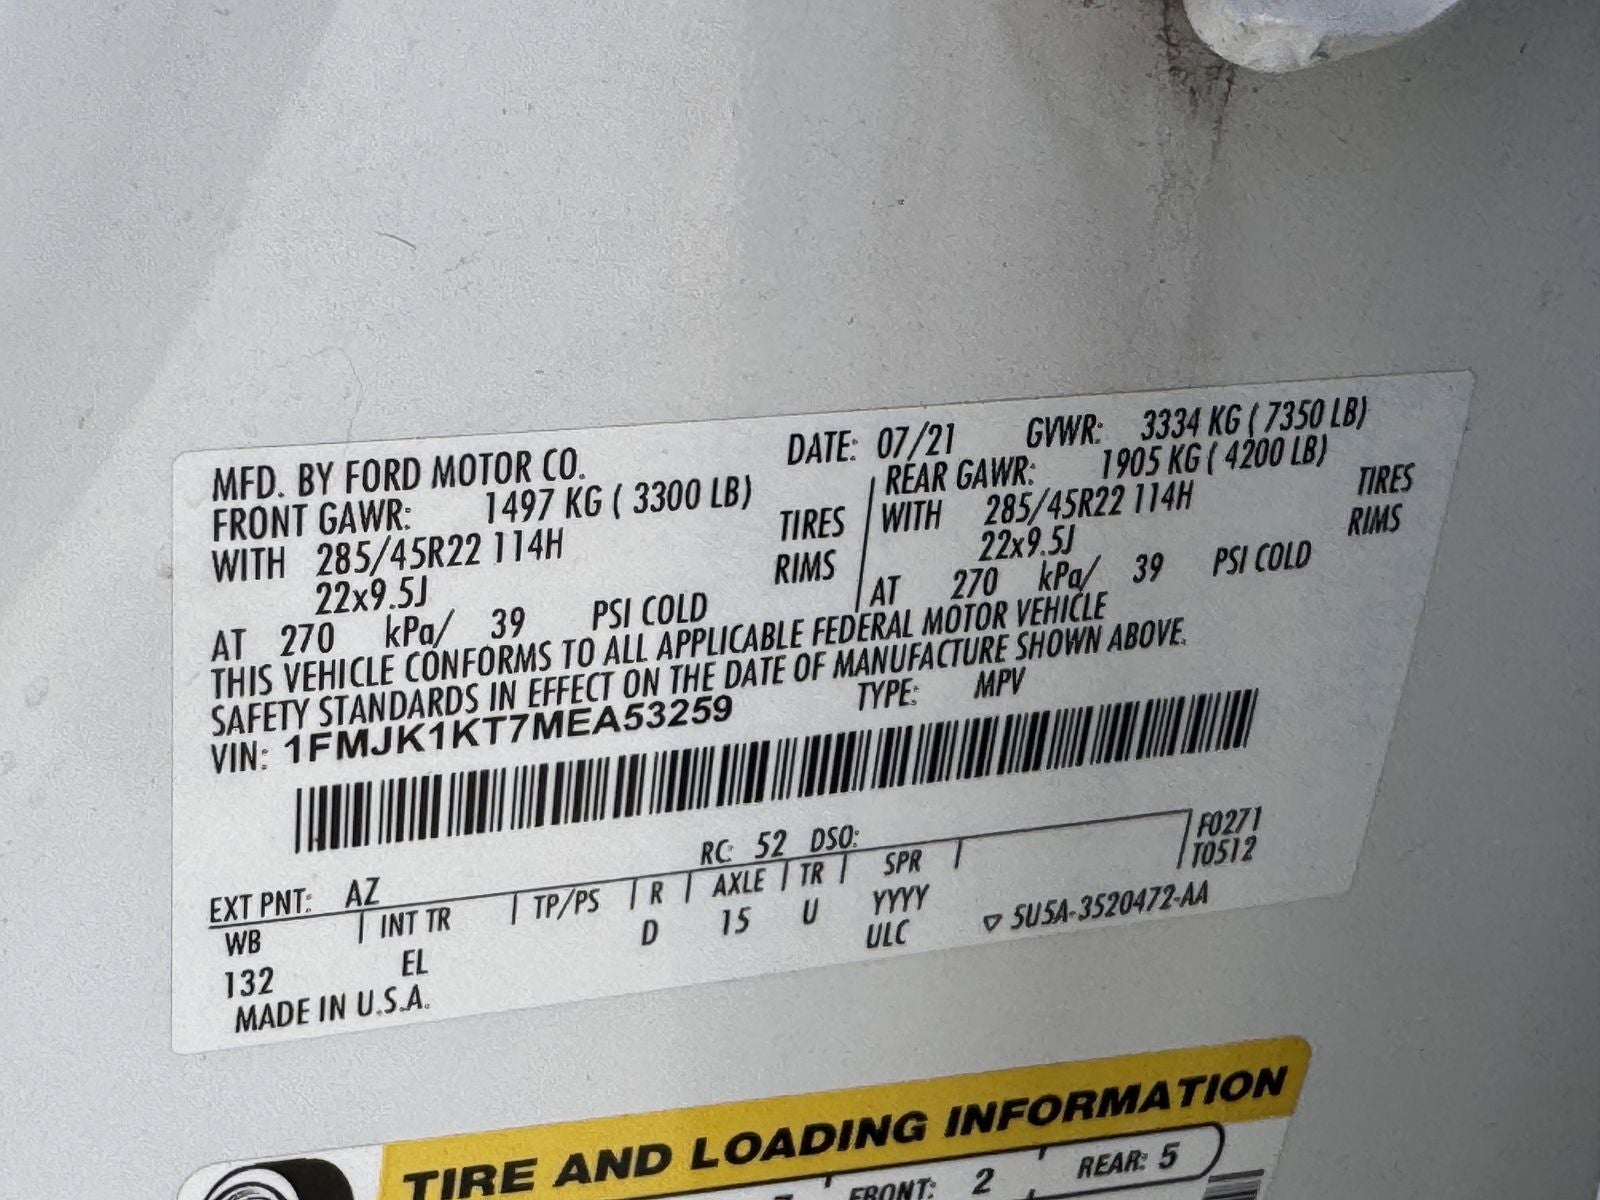 MFD. BY FORD MOTOR CO. DATE: 07/21 GVWR: 3334 KG ( 7350 LB)
FRONT GAWR: 1497 KG ( 3300 LB) REAR GAWR: 1905 KG ( 4200 LB)
WITH 285/45R22 114H TIRES WITH 285/45R22 114H TIRES
22x9.5J RIMS 22x9.5J RIMS
AT 270 kPa/ 39 PSI COLD AT 270 kPa/ 39 PSI COLD
THIS VEHICLE CONFORMS TO ALL APPLICABLE FEDERAL MOTOR VEHICLE
SAFETY STANDARDS IN EFFECT ON THE DATE OF MANUFACTURE SHOWN ABOVE.
VIN: 1FMJK1KT7MEA53259 TYPE: MPV
F0271
EXT PNT: AZ RC: 52 DSO: T0512
WB INT TR TP/PS R AXLE TR SPR
132 EL D 15 U YYYY
ULC
MADE IN U.S.A. 5U5A-3520472-AA
TIRE AND LOADING INFORMATION
FRONT: 2 REAR: 5